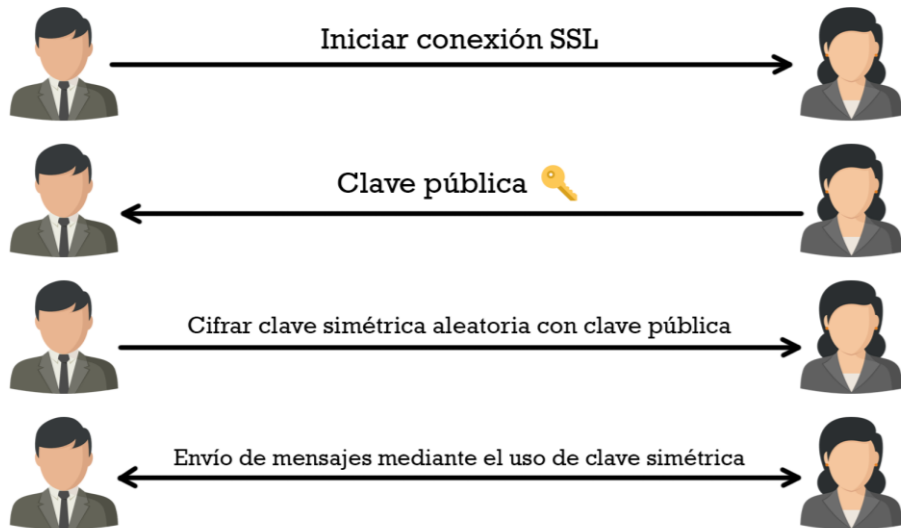 Iniciar conexión SSL
Clave pública
Cifrar clave simétrica aleatoria con clave pública
Envío de mensajes mediante el uso de clave simétrica